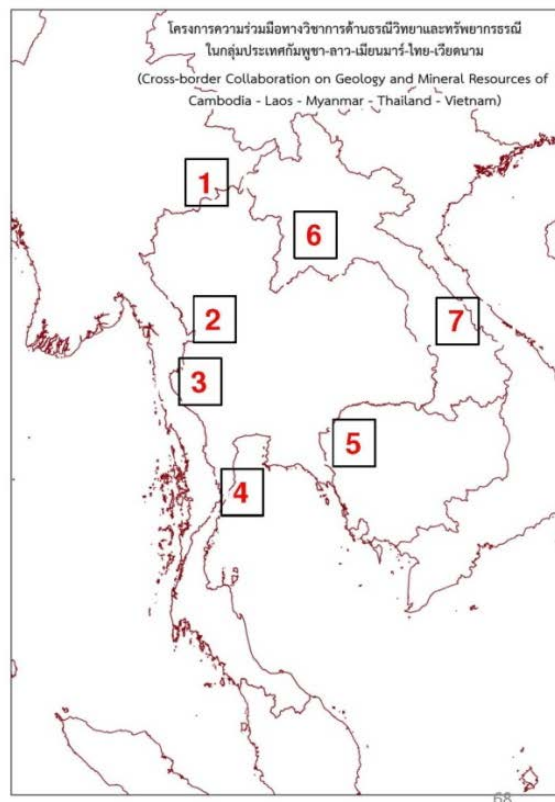 โครงการความร่วมมือทางวิชาการด้านธรณีวิทยาและทรัพยากรธรณี
ในกลุ่มประเทศกัมพูชา-ลาว-เมียนมาร์-ไทย-เวียดนาม
(Cross-border Collaboration on Geology and Mineral Resources of
Cambodia - Laos - Myanmar - Thailand - Vietnam)
1
6
2
7
3
5
4
68